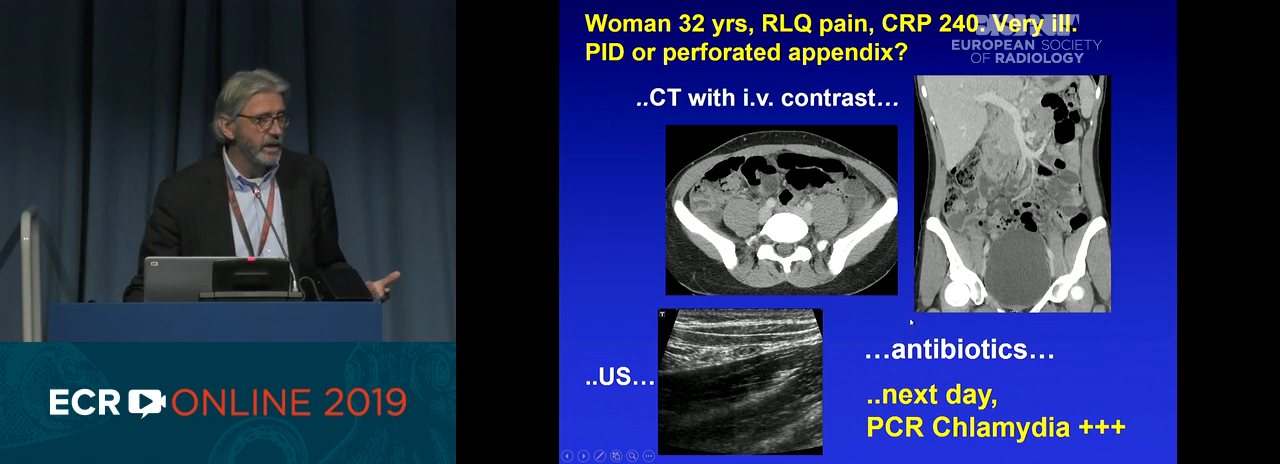 Woman 32 yrs, RLQ pain, CRP 240. Very ill.
PID or perforated appendix?
EUROPEAN SOCIETY
OF RADIOLOGY
..CT with i.v. contrast…
..US…
…antibiotics…
..next day,
PCR Chlamydia +++
ECR ONLINE 2019